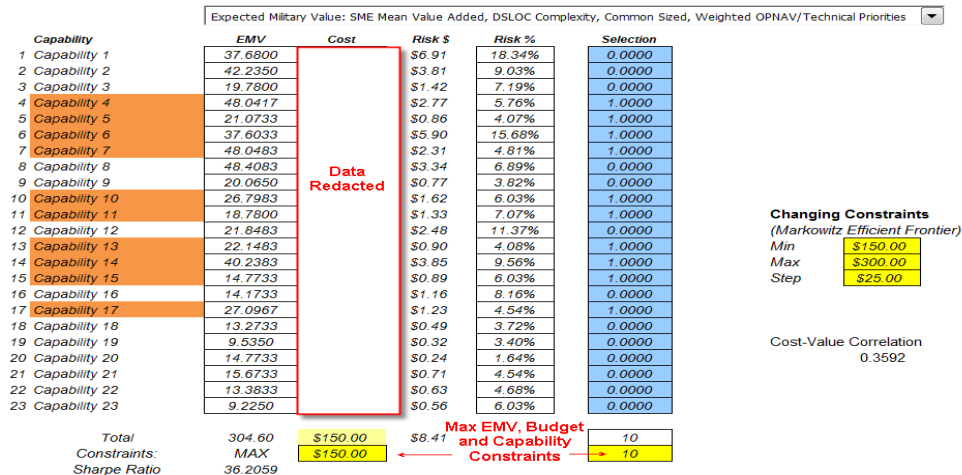 Expected Military Value: SME Mean Value Added, DSLOC Complexity, Common Sized, Weighted OPNAV/Technical Priorities
Capability EMV Cost Risk $ Risk % Selection
1 Capability 1 37.6800 $6.91 18.34% 0.0000
2 Capability 2 42.2350 $3.81 9.03% 0.0000
3 Capability 3 19.7800 $1.42 7.19% 0.0000
4 Capability 4 48.0417 $2.77 5.76% 1.0000
5 Capability 5 21.0733 $0.86 4.07% 1.0000
6 Capability 6 37.6033 $5.90 15.68% 1.0000
7 Capability 7 48.0483 $2.31 4.81% 1.0000
8 Capability 8 48.4083 $3.34 6.89% 0.0000
9 Capability 9 20.0650 $0.77 3.82% 0.0000
10 Capability 10 26.7983 $1.62 6.03% 1.0000
11 Capability 11 18.7800 $1.33 7.07% 1.0000
12 Capability 12 21.8483 $2.48 11.37% 0.0000
13 Capability 13 22.1483 $0.90 4.08% 1.0000
14 Capability 14 40.2383 $3.85 9.56% 1.0000
15 Capability 15 14.7733 $0.89 6.03% 1.0000
16 Capability 16 14.1733 $1.16 8.16% 0.0000
17 Capability 17 27.0967 $1.23 4.54% 1.0000
18 Capability 18 13.2733 $0.49 3.72% 0.0000
19 Capability 19 9.5350 $0.32 3.40% 0.0000
20 Capability 20 14.7733 $0.24 1.64% 0.0000
21 Capability 21 15.6733 $0.71 4.54% 0.0000
22 Capability 22 13.3833 $0.63 4.68% 0.0000
23 Capability 23 9.2250 $0.56 6.03% 0.0000
Data
Redacted
Total 304.60 $150.00 $8.41 10
Constraints: MAX $150.00 10
Sharpe Ratio 36.2059
Max EMV, Budget
and Capability
Constraints
Changing Constraints
(Markowitz Efficient Frontier)
Min $150.00
Max $300.00
Step $25.00
Cost-Value Correlation
0.3592